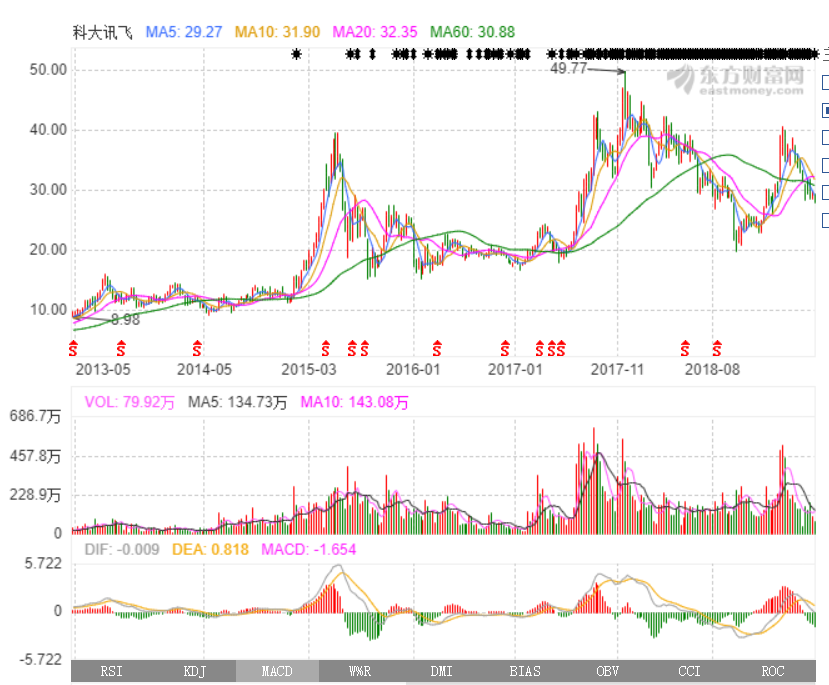 科大讯飞 MA5: 29.27 MA10: 31.90 MA20: 32.35 MA60: 30.88
50.00
49.77
东方财富网
eastmoney.com
40.00
30.00
20.00
10.00
8.98
S S S S S S S S S S S S S
2013-05 2014-05 2015-03 2016-01 2017-01 2017-11 2018-08
VOL: 79.92万 MA5: 134.73万 MA10: 143.08万
686.7万
457.8万
228.9万
0
DIF: -0.009 DEA: 0.818 MACD: -1.654
5.722
0
-5.722
RSI KDJ MACD W%R DMI BIAS OBV CCI ROC